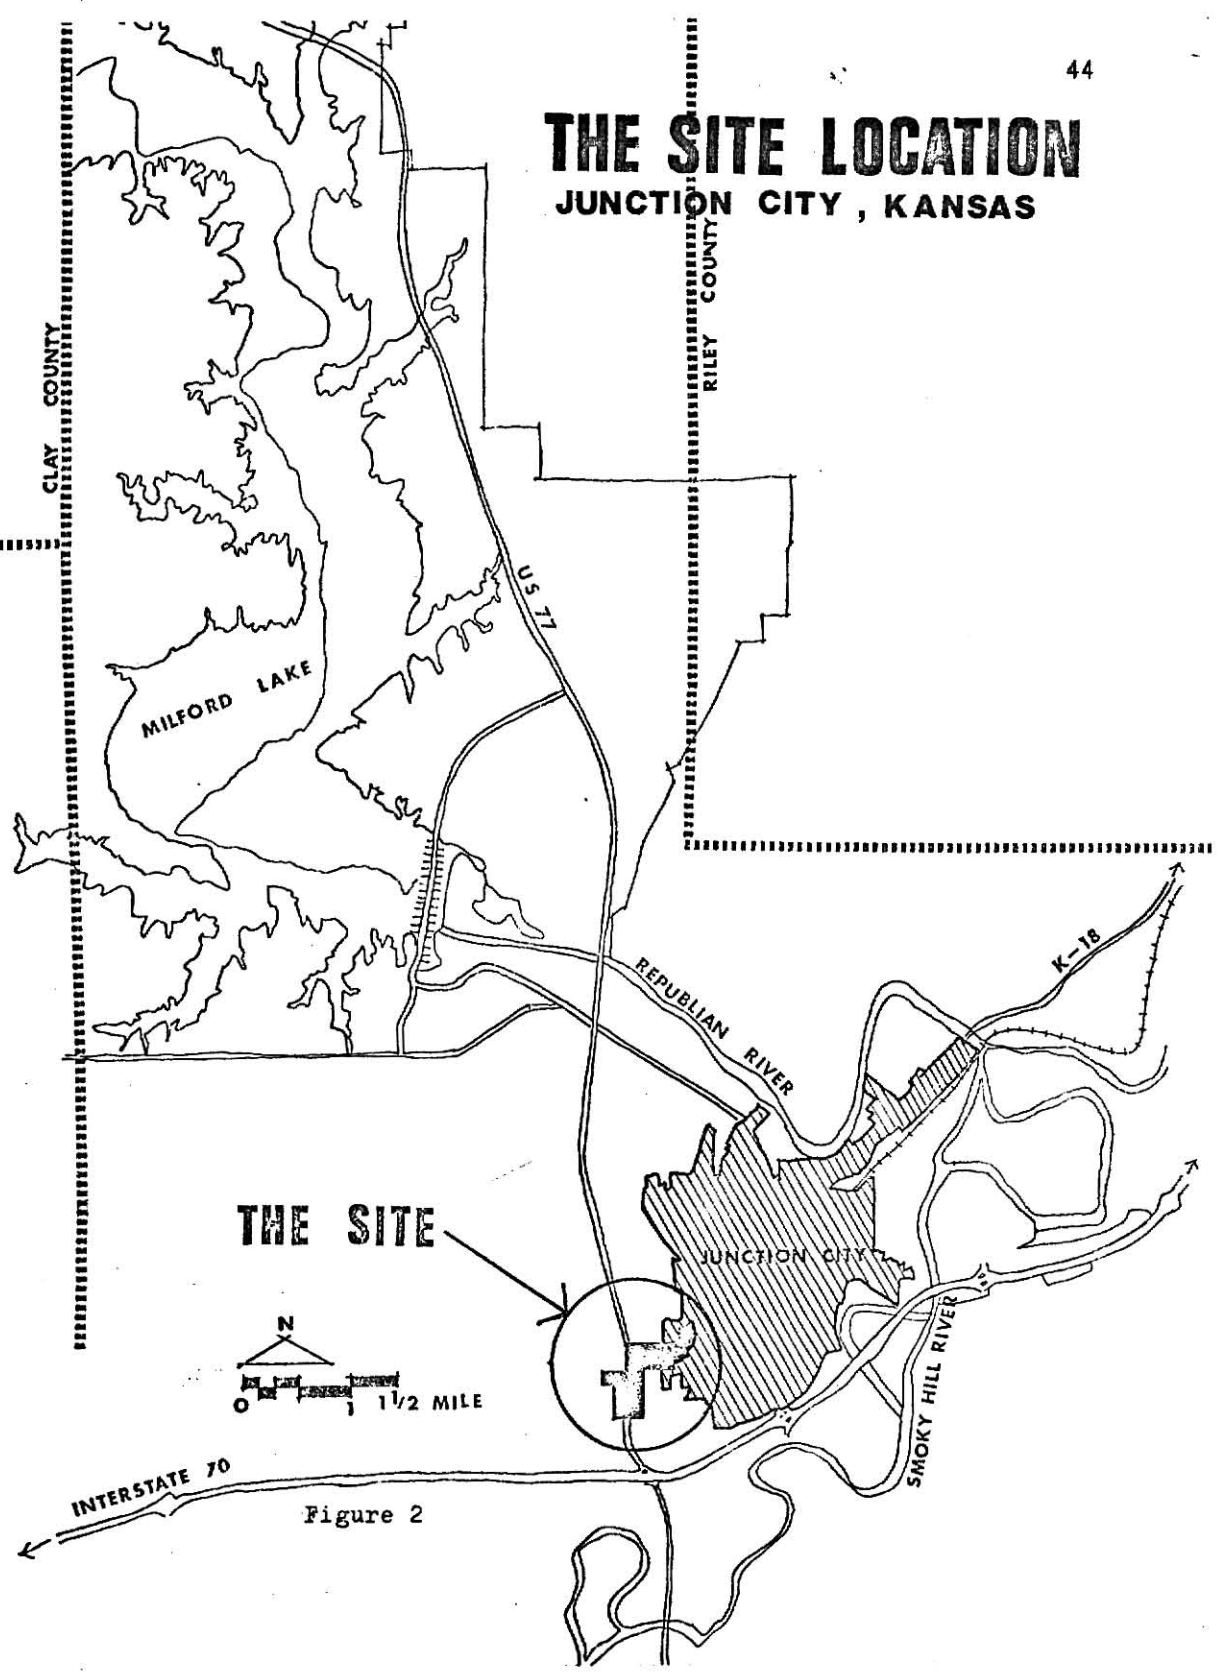 44
THE SITE LOCATION
JUNCTION CITY, KANSAS
RILEY COUNTY
CLAY COUNTY
US 77
MILFORD LAKE
K-18
REPUBLIAN RIVER
THE SITE
JUNCTION CITY
N
0 1 1 1/2 MILE
SMOKY HILL RIVER
INTERSTATE 70
Figure 2